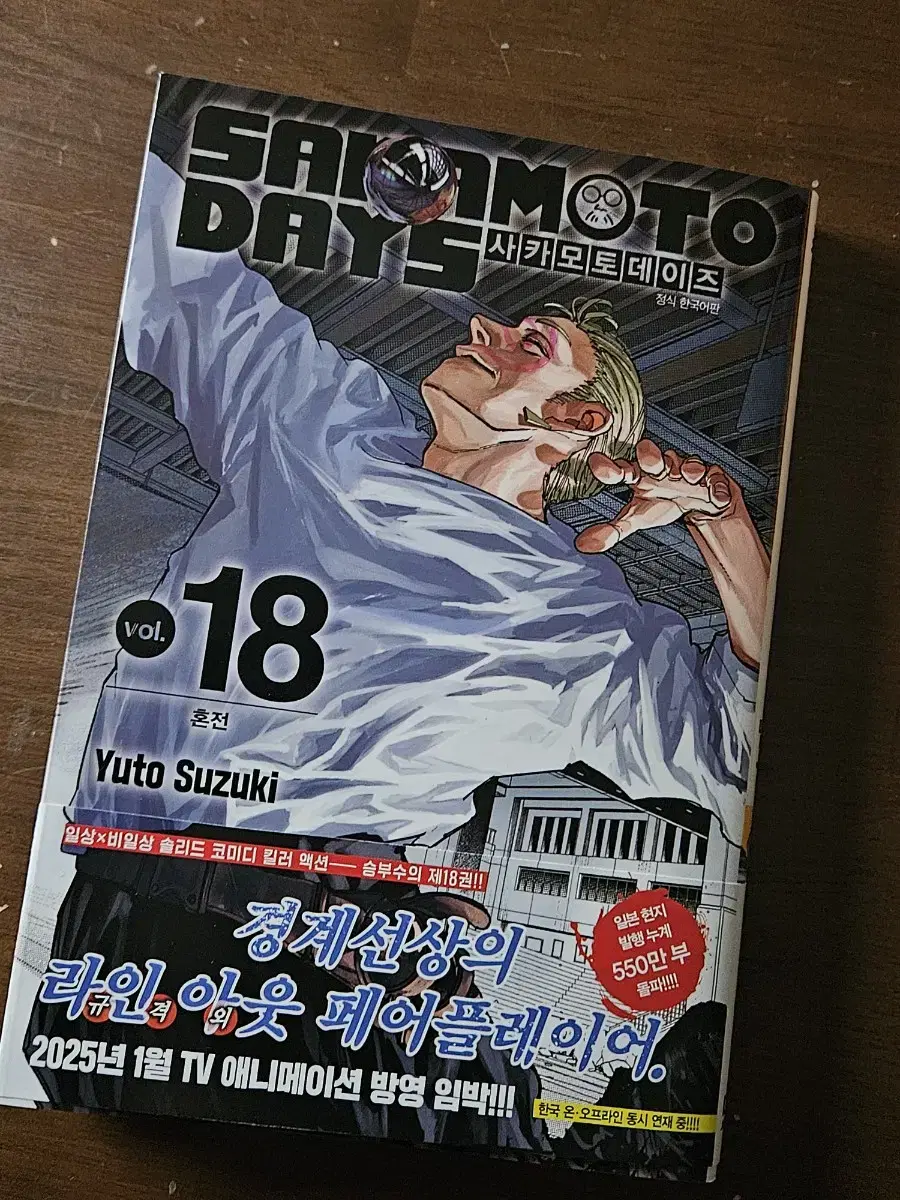 SAKAMOTO
DAYS
사카모토데이즈
정식 한국어판
vol. 18
혼전
Yuto Suzuki
일상×비일상 솔리드 코미디 킬러 액션── 승부수의 제18권!!
경계선상의
라인 아웃 페어플레이어.
규격외
일본 현지
발행 누계
550만 부
돌파!!!!
2025년 1월 TV 애니메이션 방영 임박!!!
한국 온·오프라인 동시 연재 중!!!!